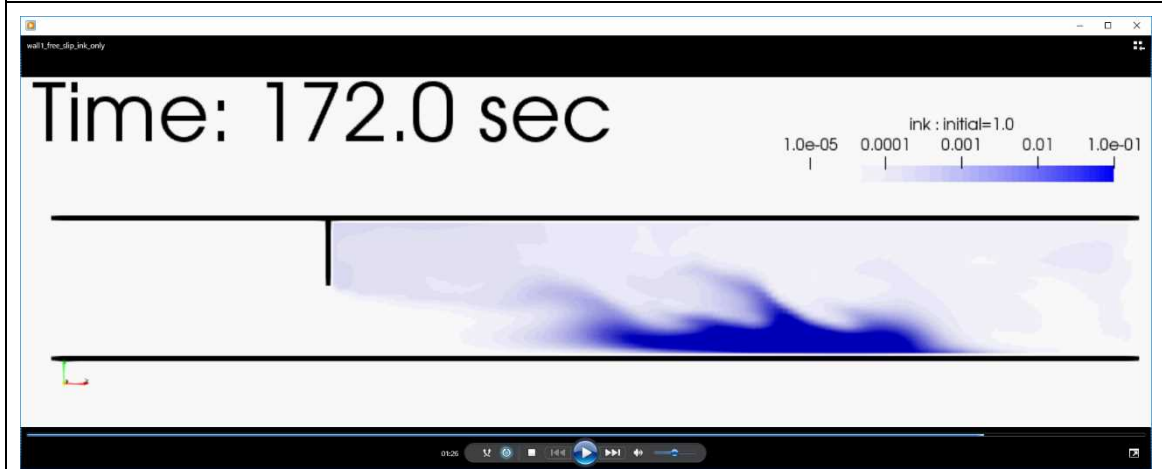 wall1_free_slip_ink_only
Time: 172.0 sec
ink : initial=1.0
1.0e-05 0.0001 0.001 0.01 1.0e-01
01:26